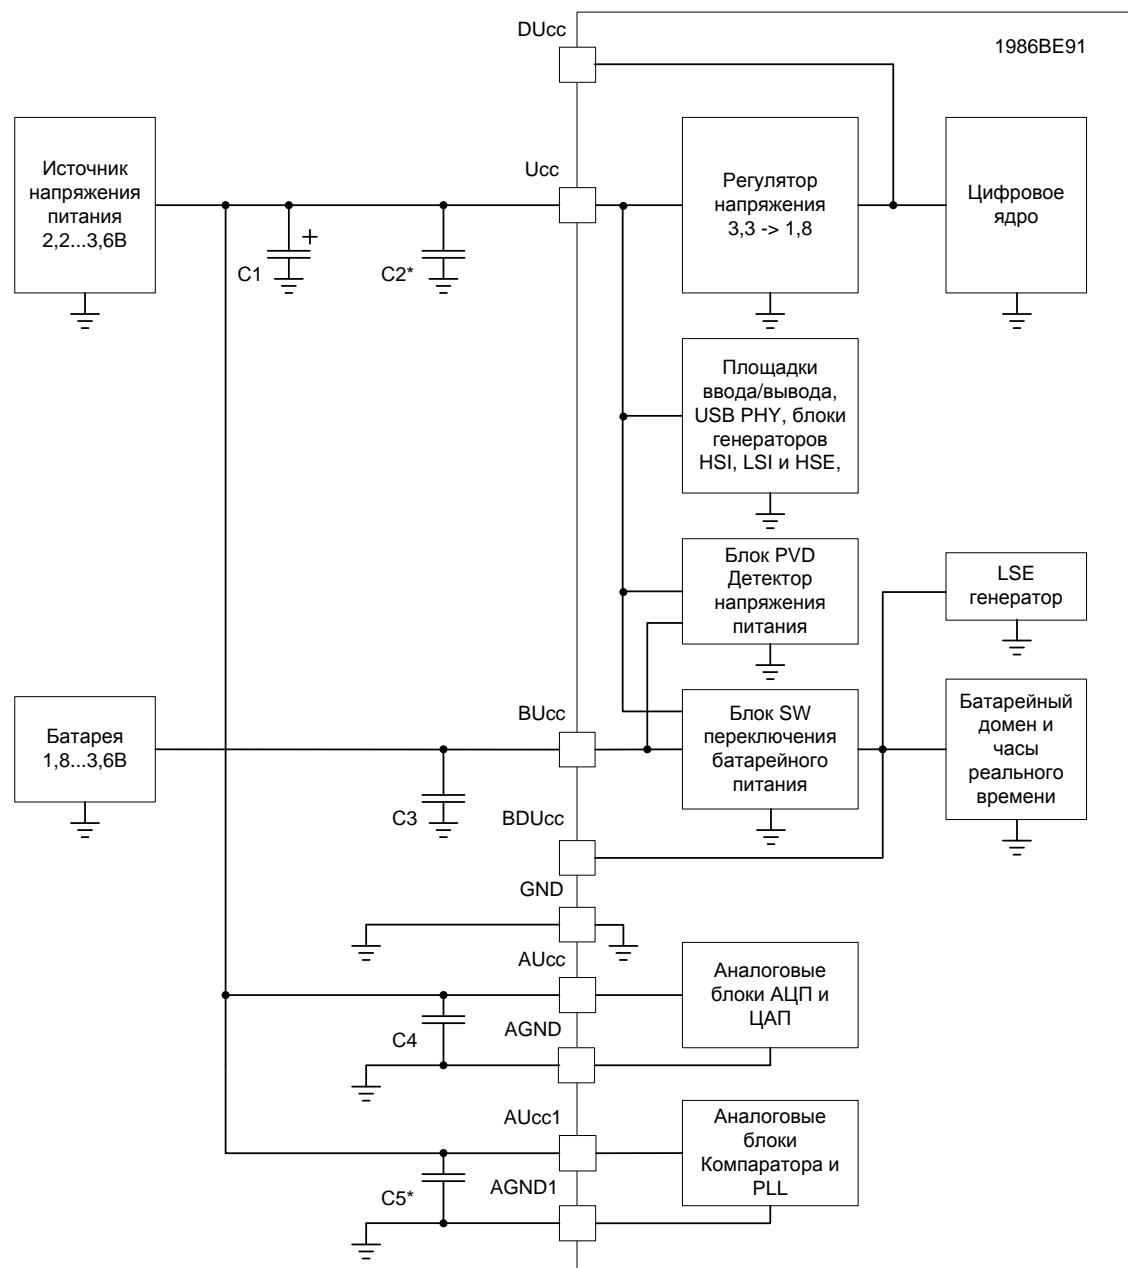 DUcc
1986ВЕ91
Источник
напряжения
питания
2,2...3,6В
Ucc
Регулятор
напряжения
3,3 -> 1,8
Цифровое
ядро
+
C1
C2*
Площадки
ввода/вывода,
USB PHY, блоки
генераторов
HSI, LSI и HSE,
Блок PVD
Детектор
напряжения
питания
LSE
генератор
Батарея
1,8...3,6В
BUcc
Блок SW
переключения
батарейного
питания
Батарейный
домен и
часы
реального
времени
C3
BDUcc
GND
AUcc
Аналоговые
блоки АЦП и
ЦАП
C4
AGND
AUcc1
Аналоговые
блоки
Компаратора и
PLL
C5*
AGND1